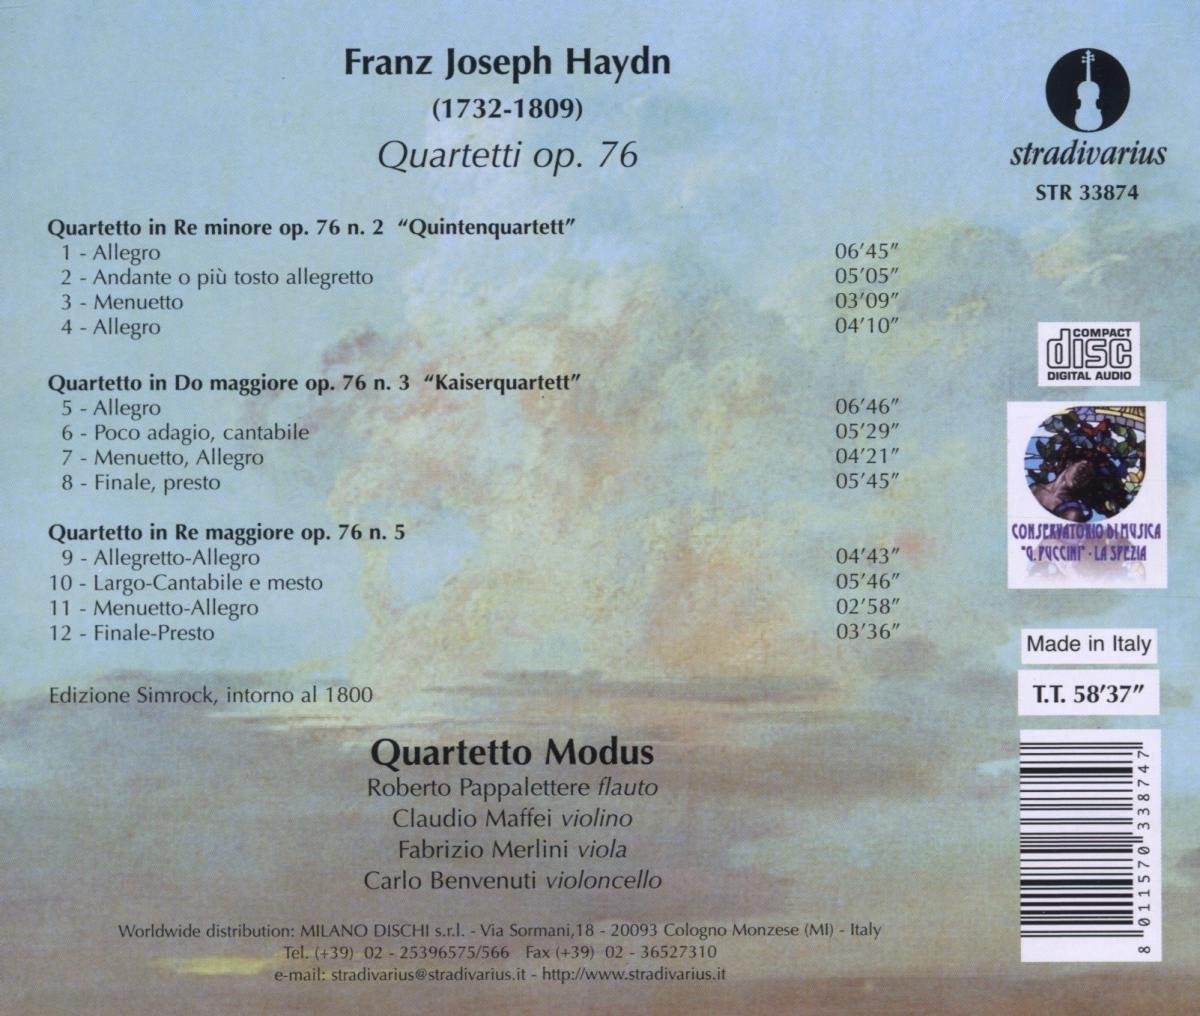 Franz Joseph Haydn
(1732-1809)
Quartetti op. 76
stradivarius
STR 33874
Quartetto in Re minore op. 76 n. 2 “Quintenquartett”
1 - Allegro 06’45”
2 - Andante o più tosto allegretto 05’05”
3 - Menuetto 03’09”
4 - Allegro 04’10”
Quartetto in Do maggiore op. 76 n. 3 “Kaiserquartett”
5 - Allegro 06’46”
6 - Poco adagio, cantabile 05’29”
7 - Menuetto, Allegro 04’21”
8 - Finale, presto 05’45”
COMPACT
disc
DIGITAL AUDIO
Quartetto in Re maggiore op. 76 n. 5
9 - Allegretto-Allegro 04’43”
10 - Largo-Cantabile e mesto 05’46”
11 - Menuetto-Allegro 02’58”
12 - Finale-Presto 03’36”
CONSERVATORIO DI MUSICA
"G. PUCCINI" - LA SPEZIA
Made in Italy
T.T. 58’37”
Edizione Simrock, intorno al 1800
Quartetto Modus
Roberto Pappalettere flauto
Claudio Maffei violino
Fabrizio Merlini viola
Carlo Benvenuti violoncello
8 011570 338747
Worldwide distribution: MILANO DISCHI s.r.l. - Via Sormani,18 - 20093 Cologno Monzese (MI) - Italy
Tel. (+39) 02 - 25396575/566 Fax (+39) 02 - 36527310
e-mail: stradivarius@stradivarius.it - http://www.stradivarius.it